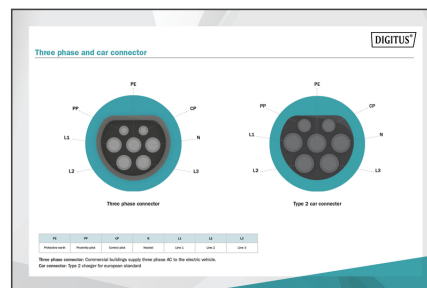 DIGITUS®
Three phase and car connector
PE
PP
CP
L1
N
L2
L3
Three phase connector
PE
PP
CP
L1
N
L2
L3
Type 2 car connector
PE PP CP N L1 L2 L3
Protective earth Proximity pilot Control pilot Neutral Line 1 Line 2 Line 3
Three phase connector: Commercial buildings supply three phase AC to the electric vehicle.
Car connector: Type 2 charger for european standard